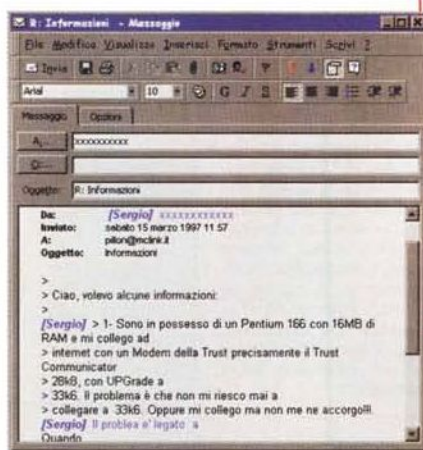 R: Informazioni - Messaggio
File Modifica Visualizza Inserisci Formato Strumenti Scrivi ?
Invia
Arial 10 G I S
Messaggio Opzioni
A... xxxxxxxxxx
Oggetto: R: Informazioni
Da: [Sergio] xxxxxxxxxxxx
Inviato: sabato 15 marzo 1997 11.57
A: pillon@mclink.it
Oggetto: Informazioni
>
> Ciao, volevo alcune informazioni:
>
[Sergio] > 1- Sono in possesso di un Pentium 166 con 16MB di
RAM e mi collego ad
> internet con un Modem della Trust precisamente il Trust
Communicator
> 28k8, con UPGrade a
> 33k6. Il problema è che non mi riesco mai a
> collegare a 33k6. Oppure mi collego ma non me ne accorgo!!!.
[Sergio] Il problea e' legato a
Quando